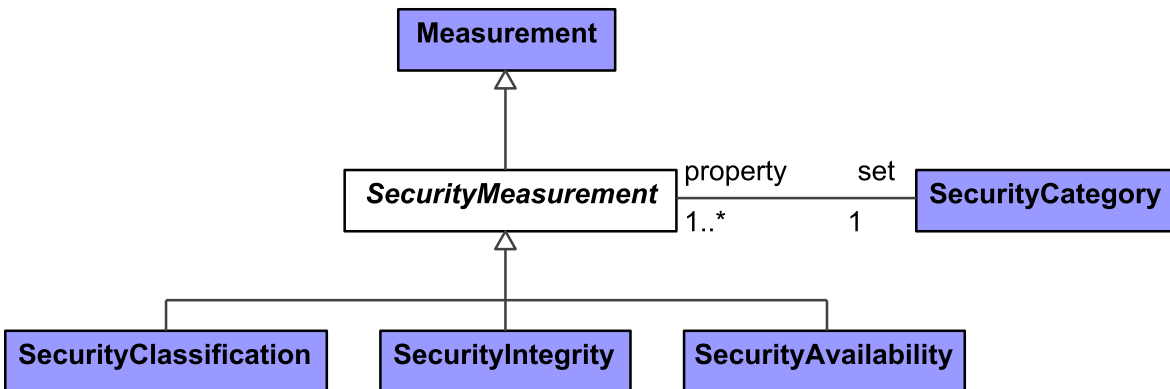 Measurement
property set
SecurityMeasurement SecurityCategory
1..* 1
SecurityClassification SecurityIntegrity SecurityAvailability